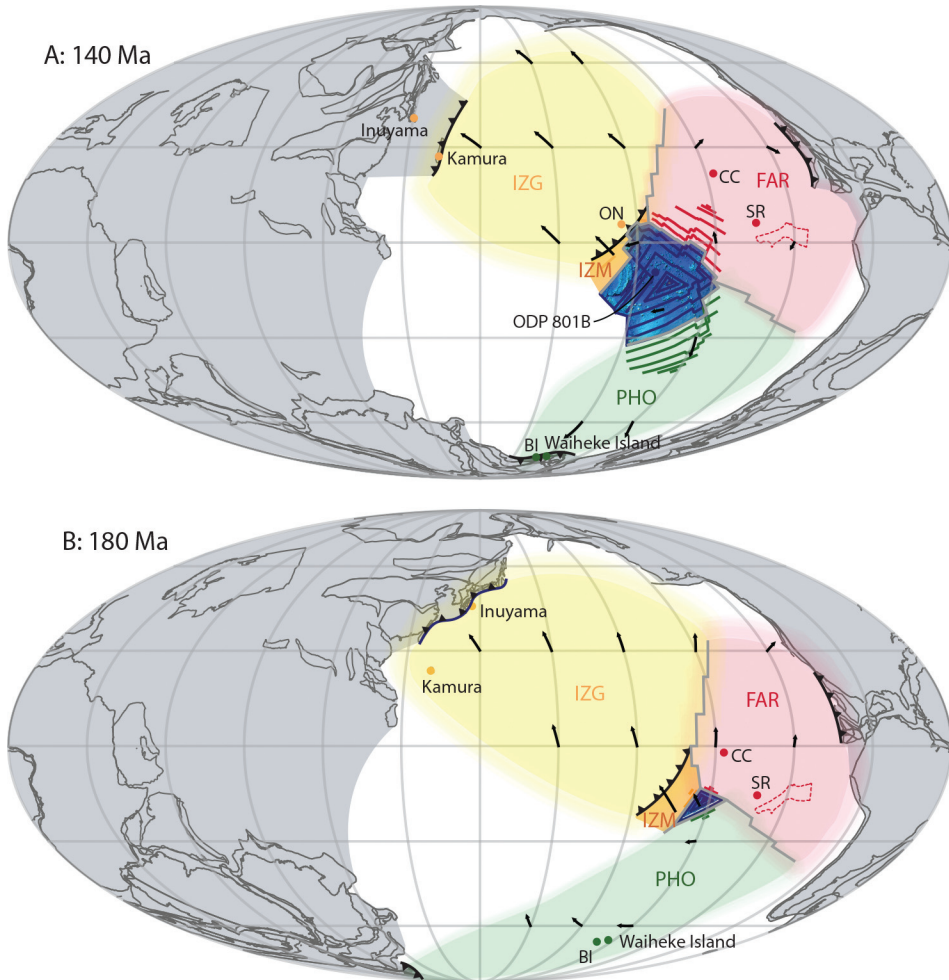 A: 140 Ma
Inuyama
Kamura
IZG
CC
FAR
ON
SR
IZM
ODP 801B
PHO
BI Waiheke Island
B: 180 Ma
Inuyama
Kamura
IZG
FAR
CC
SR
IZM
PHO
Waiheke Island
BI